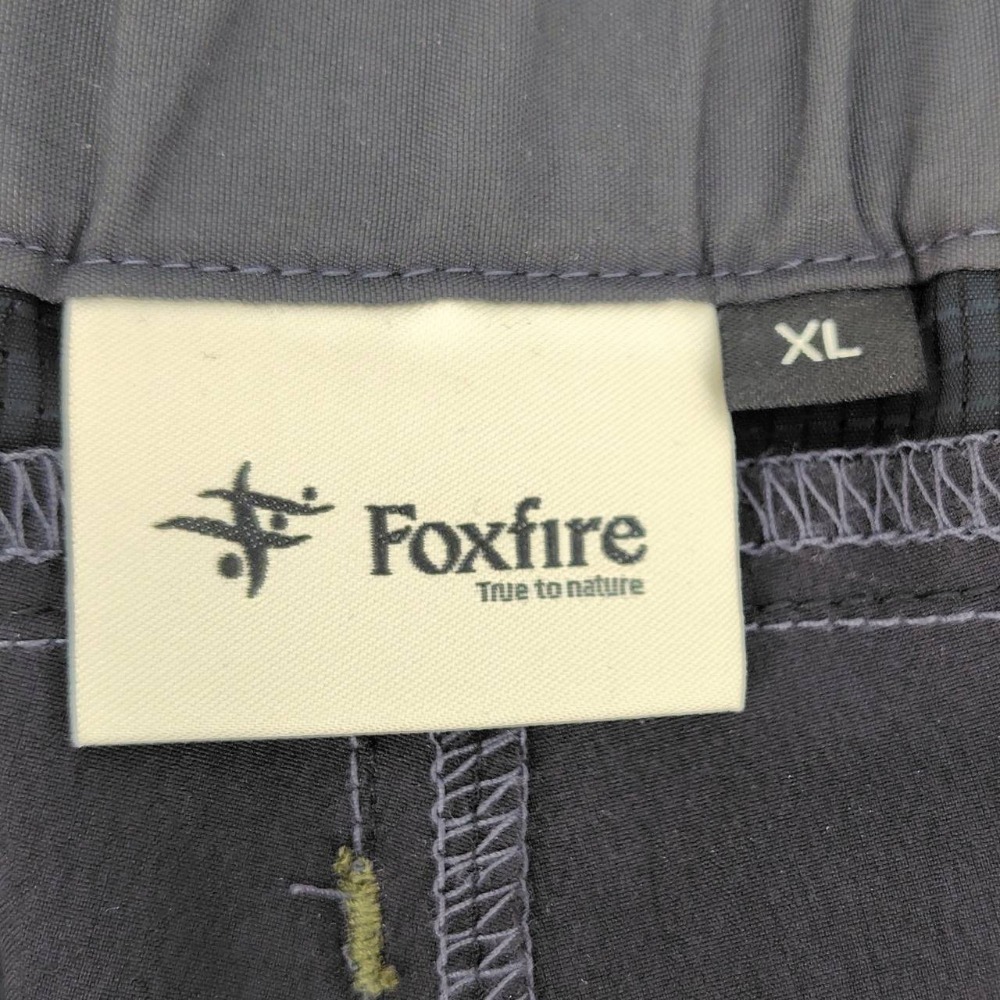 XL
Foxfire
True to nature